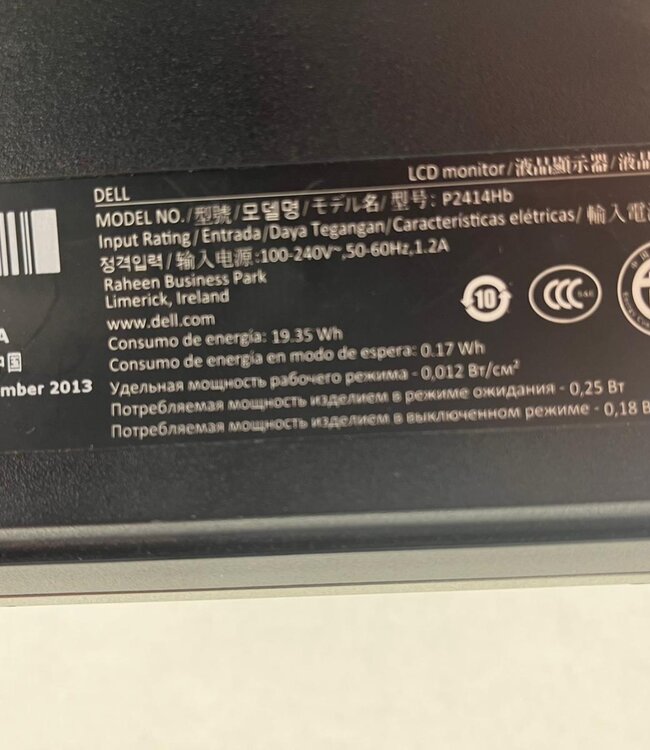 LCD monitor/液晶顯示器/液晶
DELL
MODEL NO./型號/모델명/モデル名/型号: P2414Hb
Input Rating/Entrada/Daya Tegangan/Características elétricas/輸入電
정격입력/输入电源:100-240V~,50-60Hz,1.2A
Raheen Business Park
Limerick, Ireland
www.dell.com
10
CCC
S&E
A
中国
mber 2013
Consumo de energía: 19.35 Wh
Consumo de energía en modo de espera: 0.17 Wh
Удельная мощность рабочего режима - 0,012 Вт/см²
Потребляемая мощность изделием в режиме ожидания - 0,25 Вт
Потребляемая мощность изделием в выключенном режиме - 0,18 В